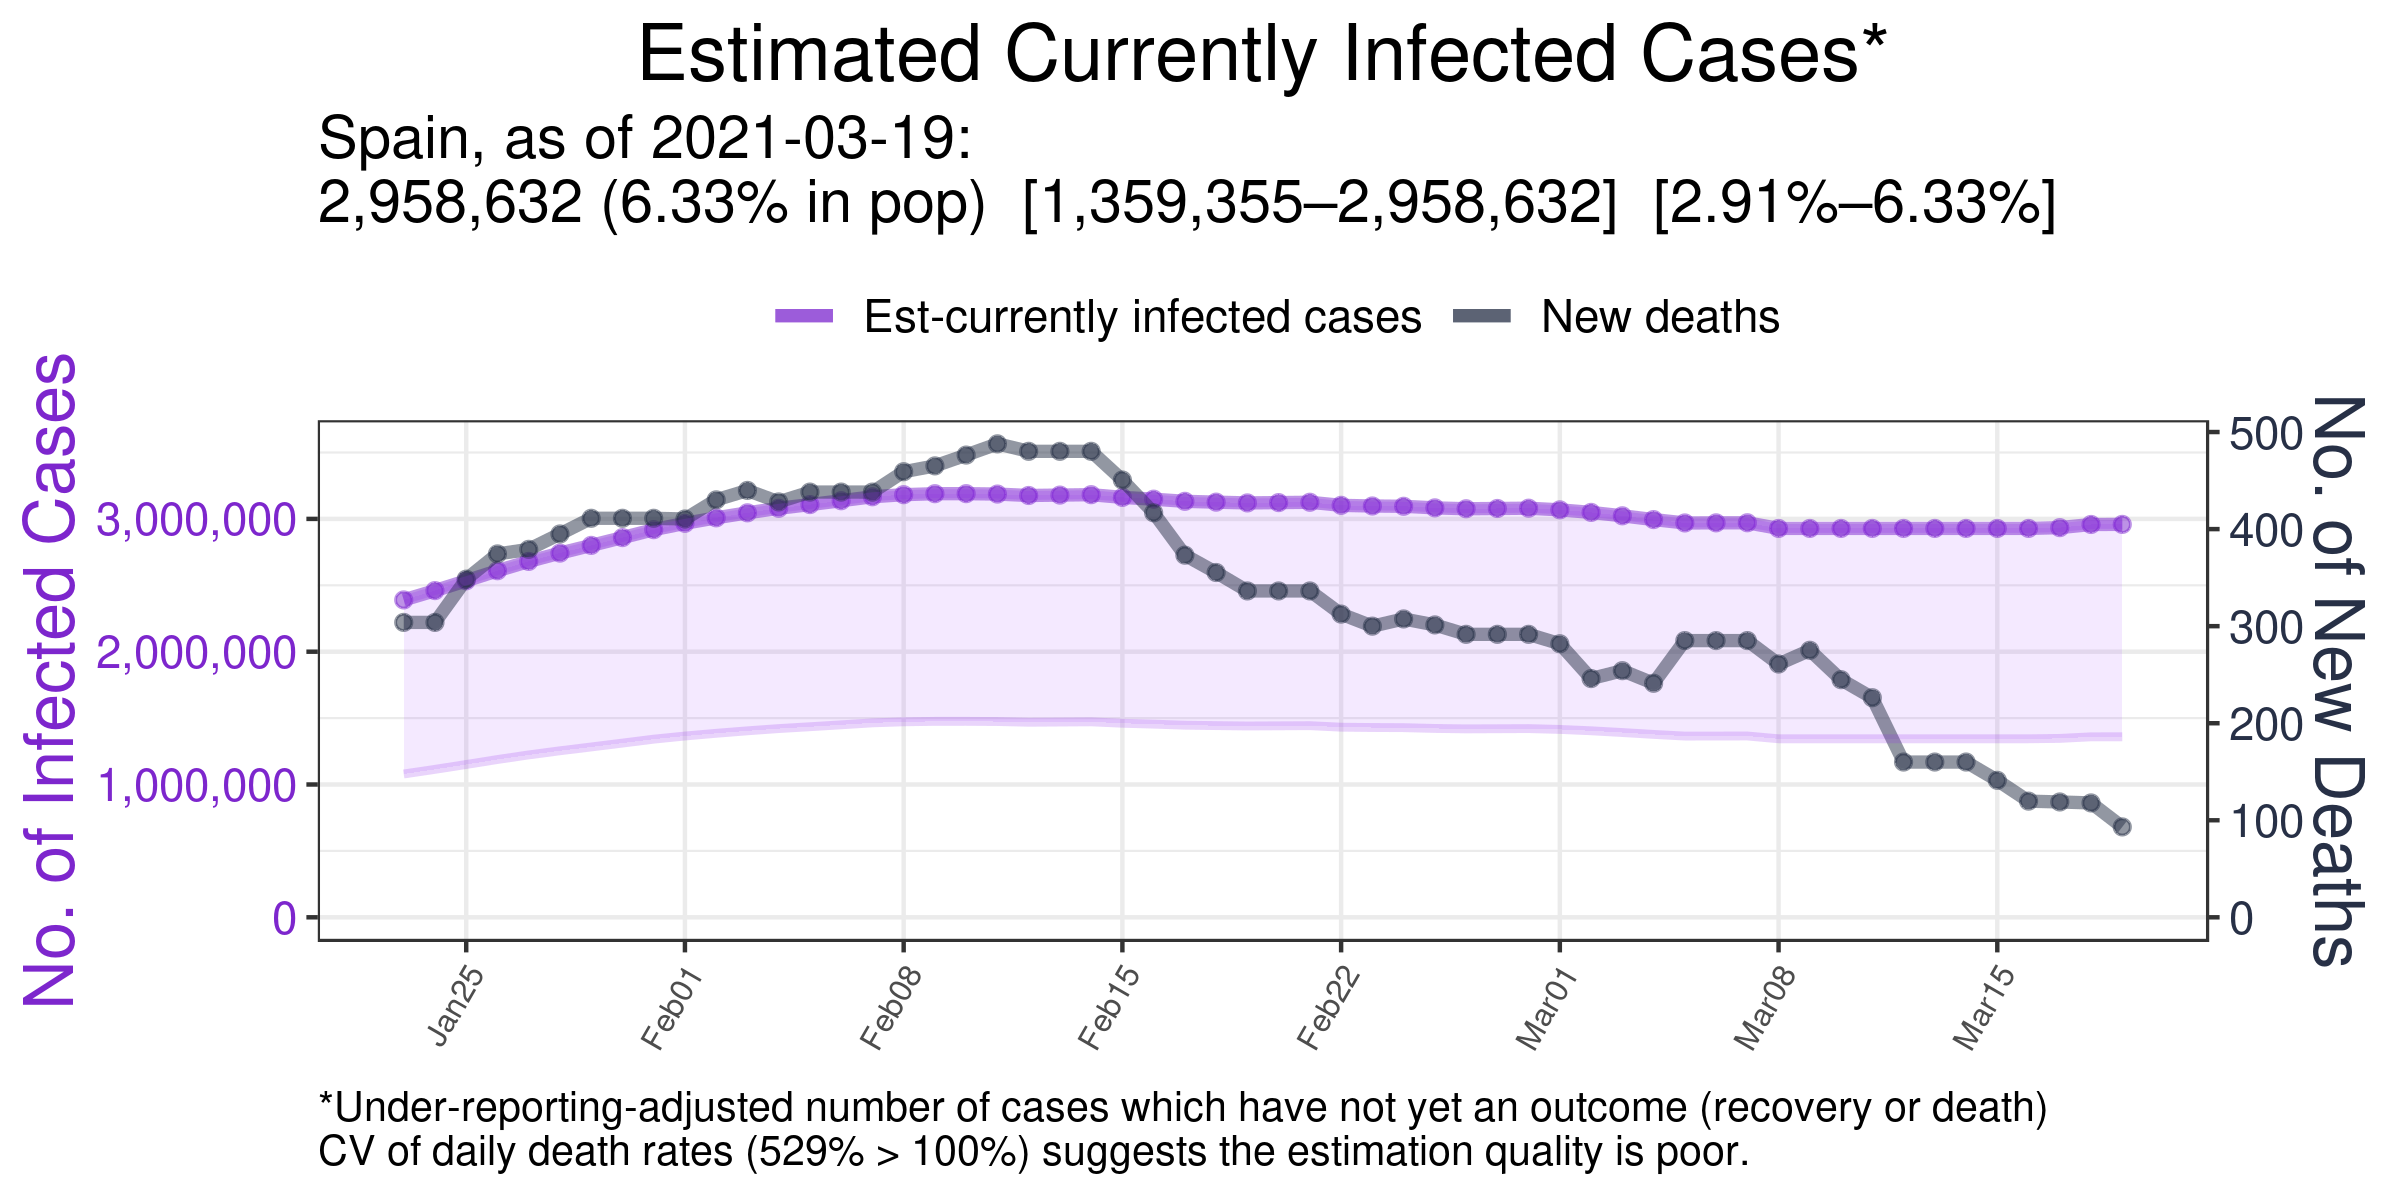 Estimated Currently Infected Cases*
Spain, as of 2021-03-19:
2,958,632 (6.33% in pop) [1,359,355–2,958,632] [2.91%–6.33%]
Est-currently infected cases
New deaths
No. of Infected Cases
3,000,000
2,000,000
1,000,000
0
500
400
300
200
100
0
No. of New Deaths
Jan25
Feb01
Feb08
Feb15
Feb22
Mar01
Mar08
Mar15
*Under-reporting-adjusted number of cases which have not yet an outcome (recovery or death)
CV of daily death rates (529% > 100%) suggests the estimation quality is poor.